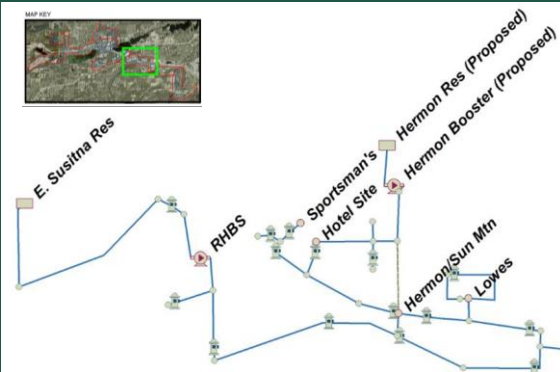 MAP KEY
E. Susitna Res
RHBS
Sportsman's
Hotel Site
Hermon Res (Proposed)
Hermon Booster (Proposed)
Hermon/Sun Mtn
Lowes